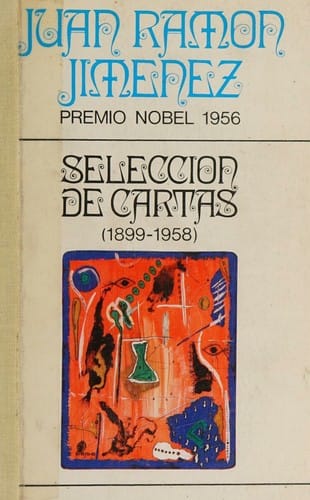 JUAN RAMON
JIMENEZ
PREMIO NOBEL 1956
SELECCION
DE CARTAS
(1899-1958)